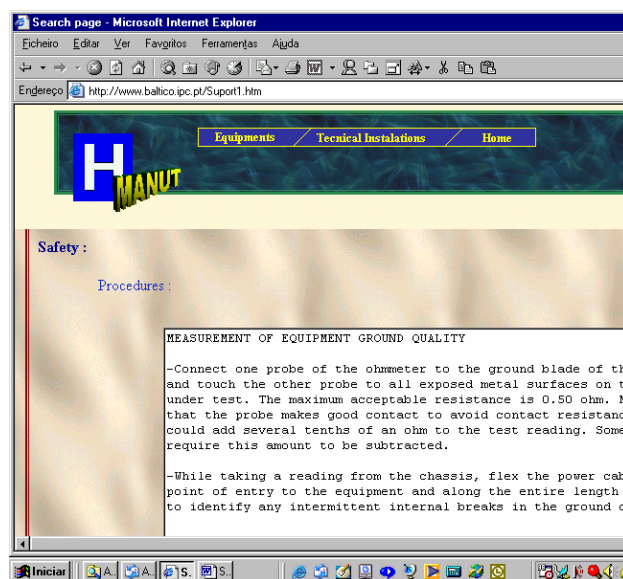 Search page - Microsoft Internet Explorer
Ficheiro Editar Ver Favoritos Ferramentas Ajuda
Endereço http://www.baltico.ipc.pt/Suport1.htm
Equipments Tecnical Instalations Home
H
MANUT
Safety :
Procedures :
MEASUREMENT OF EQUIPMENT GROUND QUALITY
-Connect one probe of the ohmmeter to the ground blade of th
and touch the other probe to all exposed metal surfaces on t
under test. The maximum acceptable resistance is 0.50 ohm. M
that the probe makes good contact to avoid contact resistanc
could add several tenths of an ohm to the test reading. Some
require this amount to be subtracted.
-While taking a reading from the chassis, flex the power cab
point of entry to the equipment and along the entire length
to identify any intermittent internal breaks in the ground c
Iniciar A.. A.. S. S..